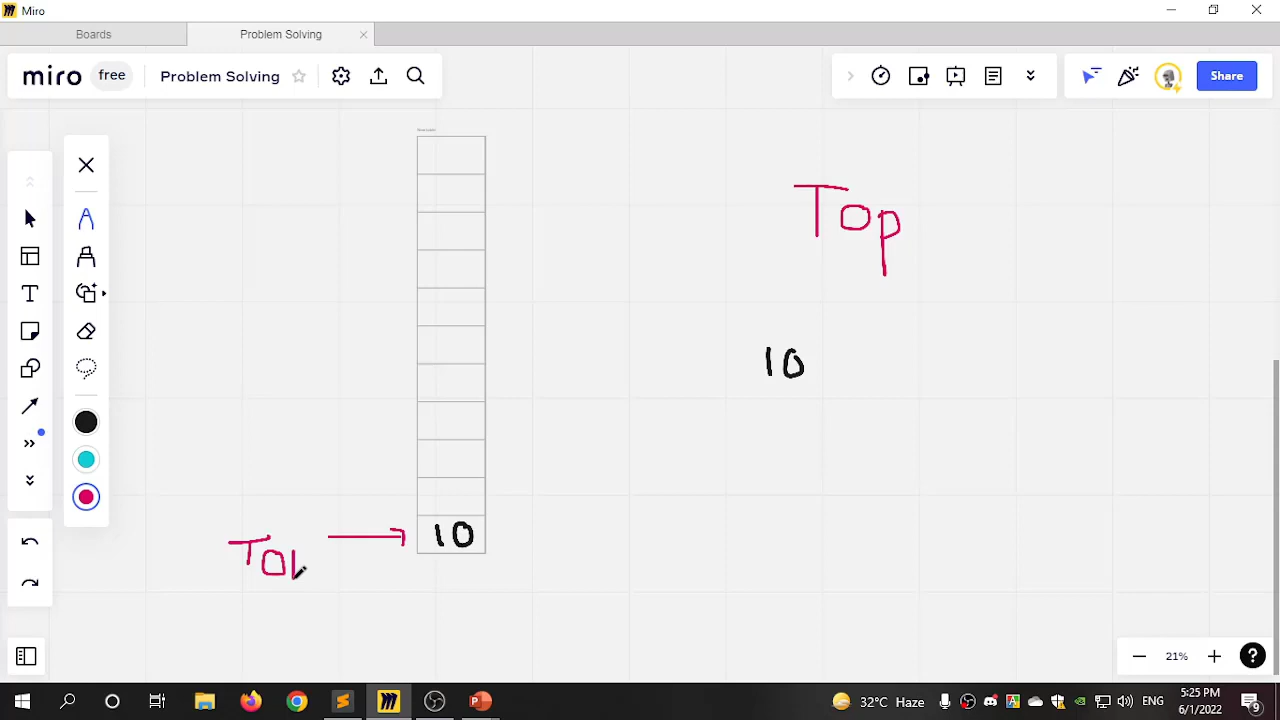 Miro
Boards
Problem Solving
miro
free
Problem Solving
Share
Top
10
10
21%
32°C Haze
ENG
5:25 PM
6/1/2022
9